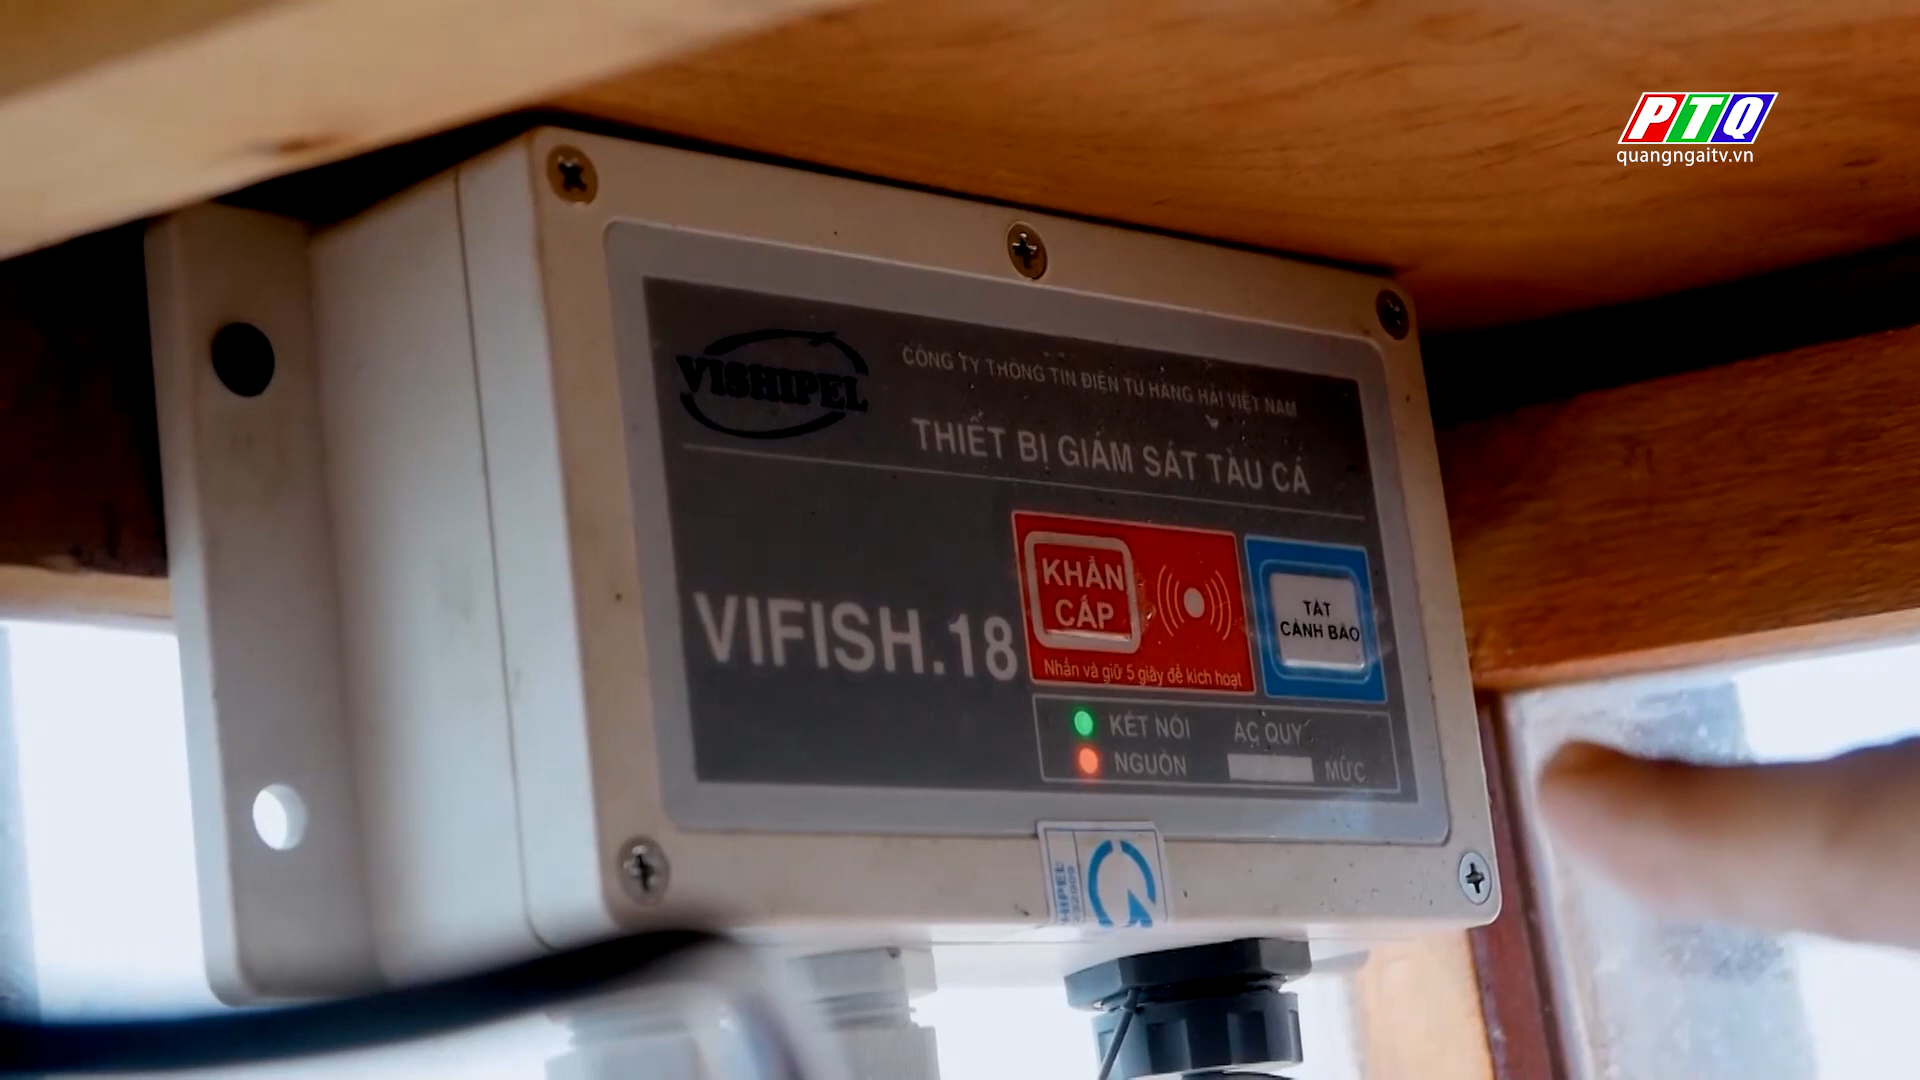 PTQ
quangngaitv.vn
VISHIPEL
CÔNG TY THÔNG TIN ĐIỆN TỬ HÀNG HẢI VIỆT NAM
THIẾT BỊ GIÁM SÁT TÀU CÁ
VIFISH.18
KHẨN
CẤP
Nhấn và giữ 5 giây để kích hoạt
TẮT
CẢNH BÁO
KẾT NỐI
NGUỒN
ẮC QUY
MỨC